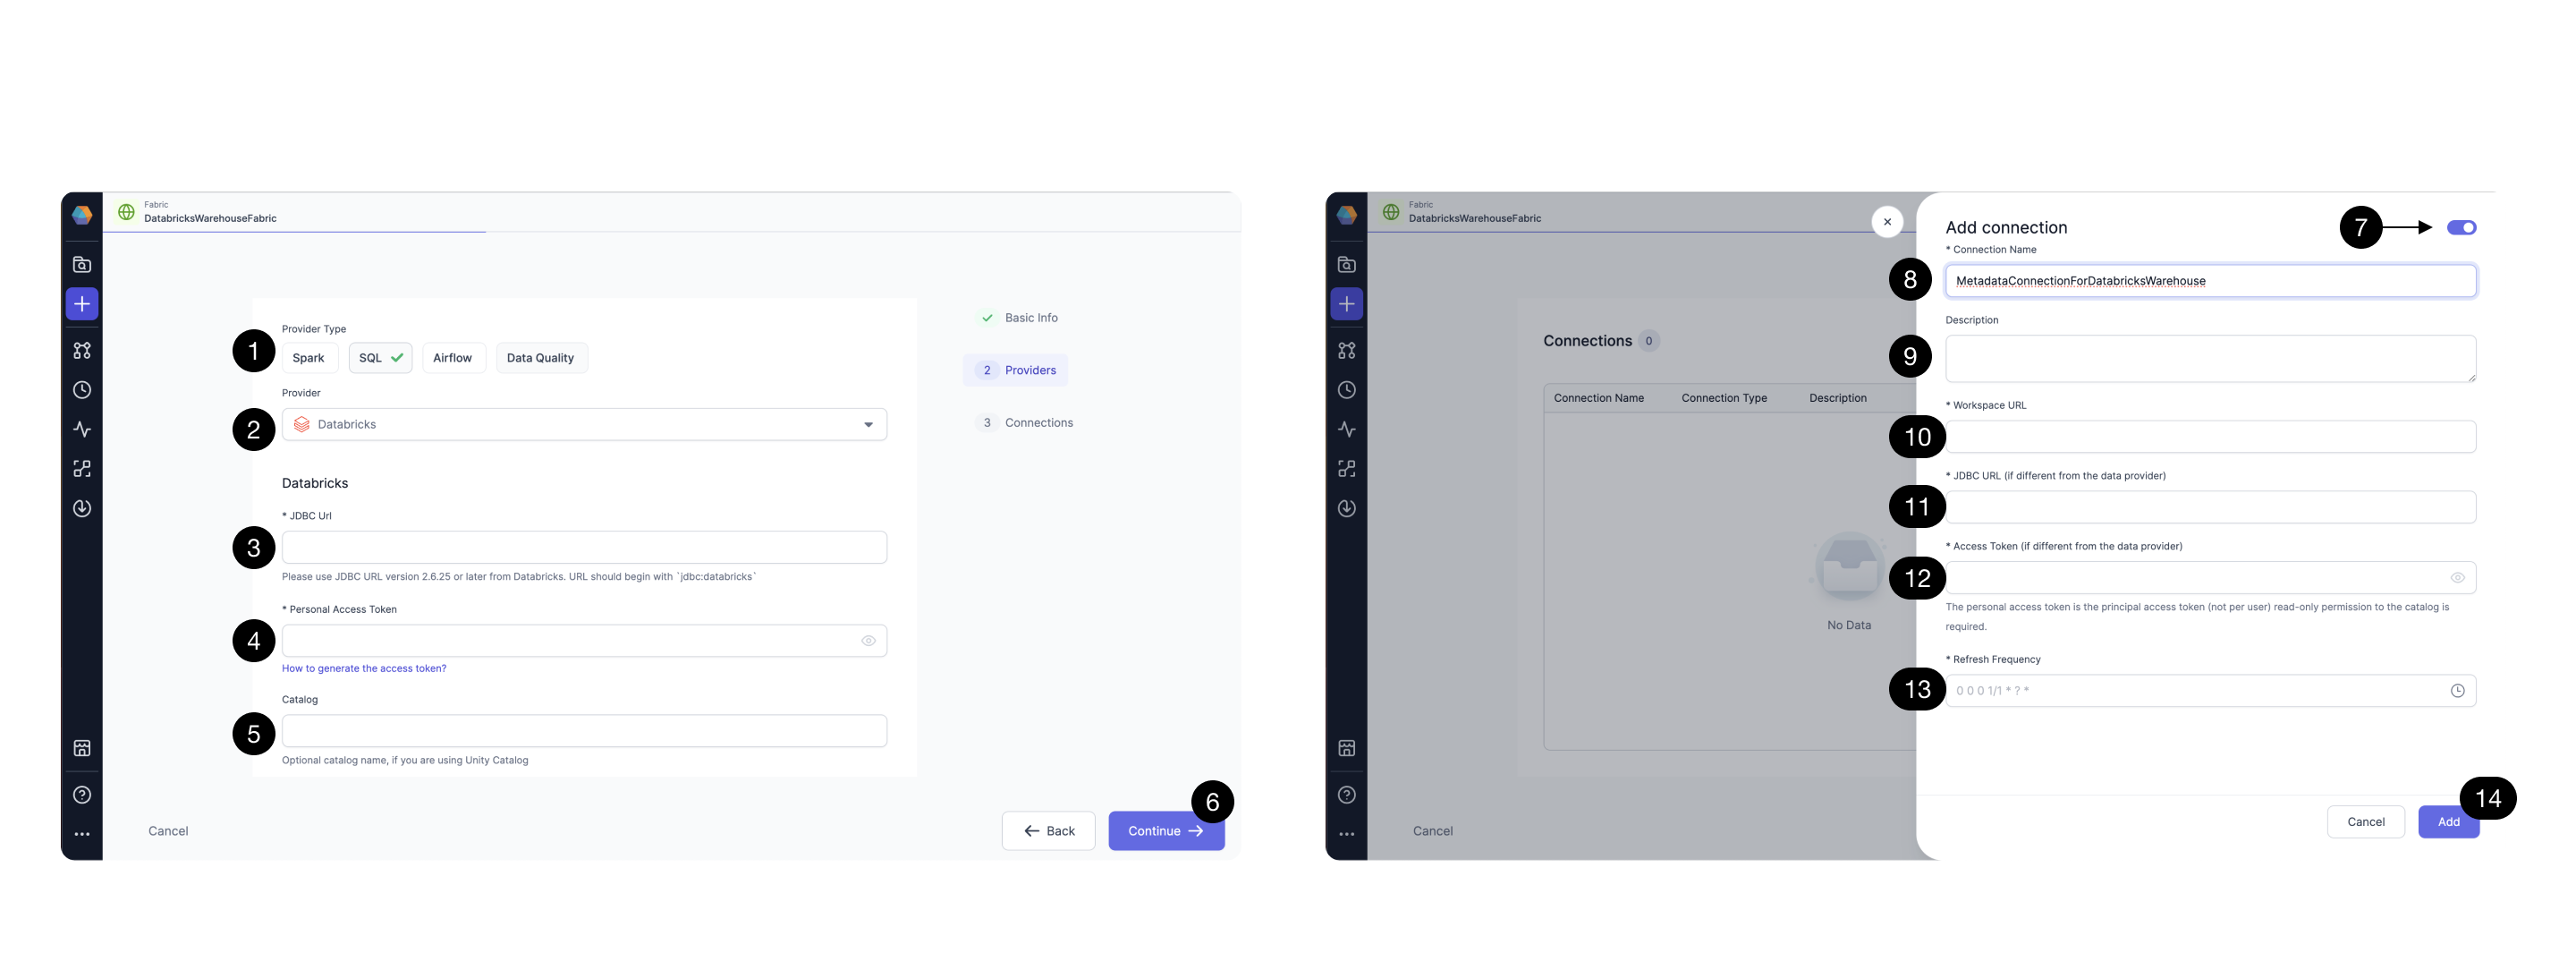 Fabric
DatabricksWarehouseFabric
Provider Type
1
Spark
SQL
Airflow
Data Quality
Provider
2
Databricks
Databricks
* JDBC Url
3
Please use JDBC URL version 2.6.25 or later from Databricks. URL should begin with `jdbc:databricks`
* Personal Access Token
4
How to generate the access token?
Catalog
5
Optional catalog name, if you are using Unity Catalog
Basic Info
2 Providers
3 Connections
6
Cancel
Back
Continue
Fabric
DatabricksWarehouseFabric
Connections 0
Connection Name
Connection Type
Description
No Data
Cancel
Add connection
7
* Connection Name
8
MetadataConnectionForDatabricksWarehouse
Description
9
* Workspace URL
10
* JDBC URL (if different from the data provider)
11
* Access Token (if different from the data provider)
12
The personal access token is the principal access token (not per user) read-only permission to the catalog is
required.
* Refresh Frequency
13
0 0 0 1/1 * ? *
14
Cancel
Add